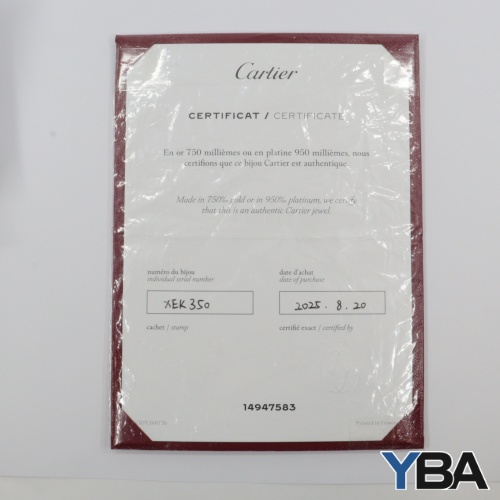 Cartier
CERTIFICAT / CERTIFICATE
En or 750 millièmes ou en platine 950 millièmes, nous
certifions que ce bijou Cartier est authentique.
Made in 750‰ gold or in 950‰ platinum, we certify
that this is an authentic Cartier jewel.
numéro du bijou
individual serial number
date d'achat
date of purchase
XEK350
2025.8.20
cachet / stamp
certifié exact / certified by
14947583
YBA